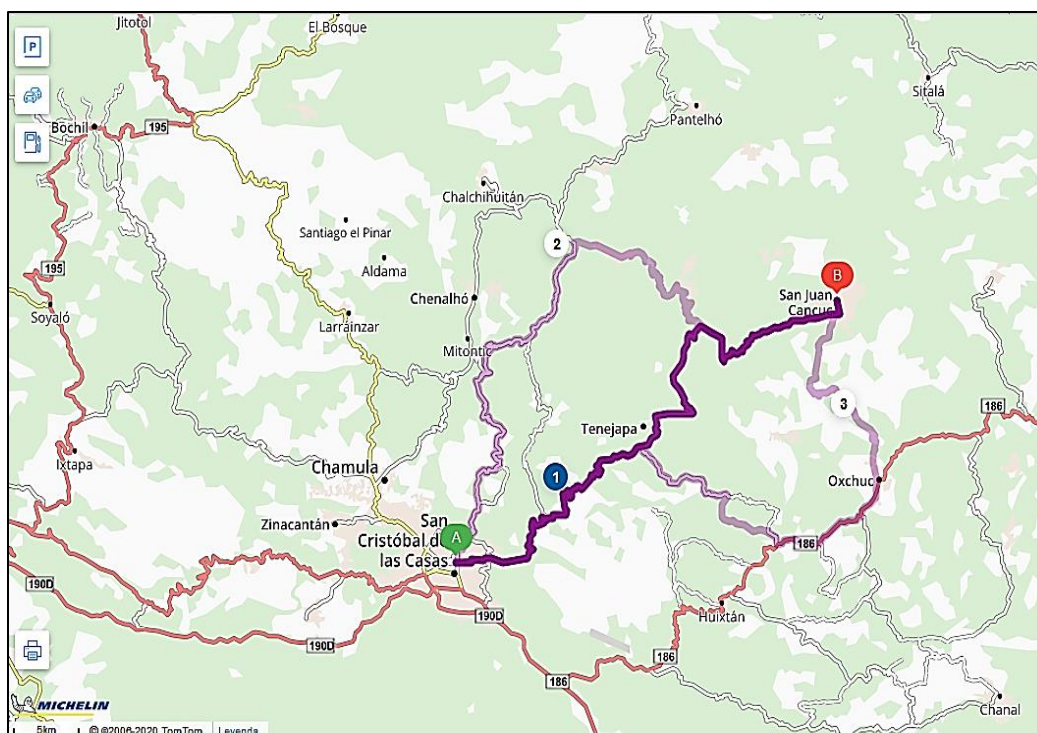 Jitotol
El Bosque
P
Sitalá
Pantelhó
Bochil
195
Chalchihuitán
Santiago el Pinar
2
Aldama
B
195
San Juan
Cancuc
Chenalhó
Soyaló
Larráinzar
Mitontic
3
186
Tenejapa
Ixtapa
Chamula
1
Oxchuc
Zinacantán
San
Cristóbal de
las Casas
A
186
190D
Huixtán
190D
190D
186
186
Chanal
MICHELIN
5km
© ©2006-2020 TomTom
Leyenda